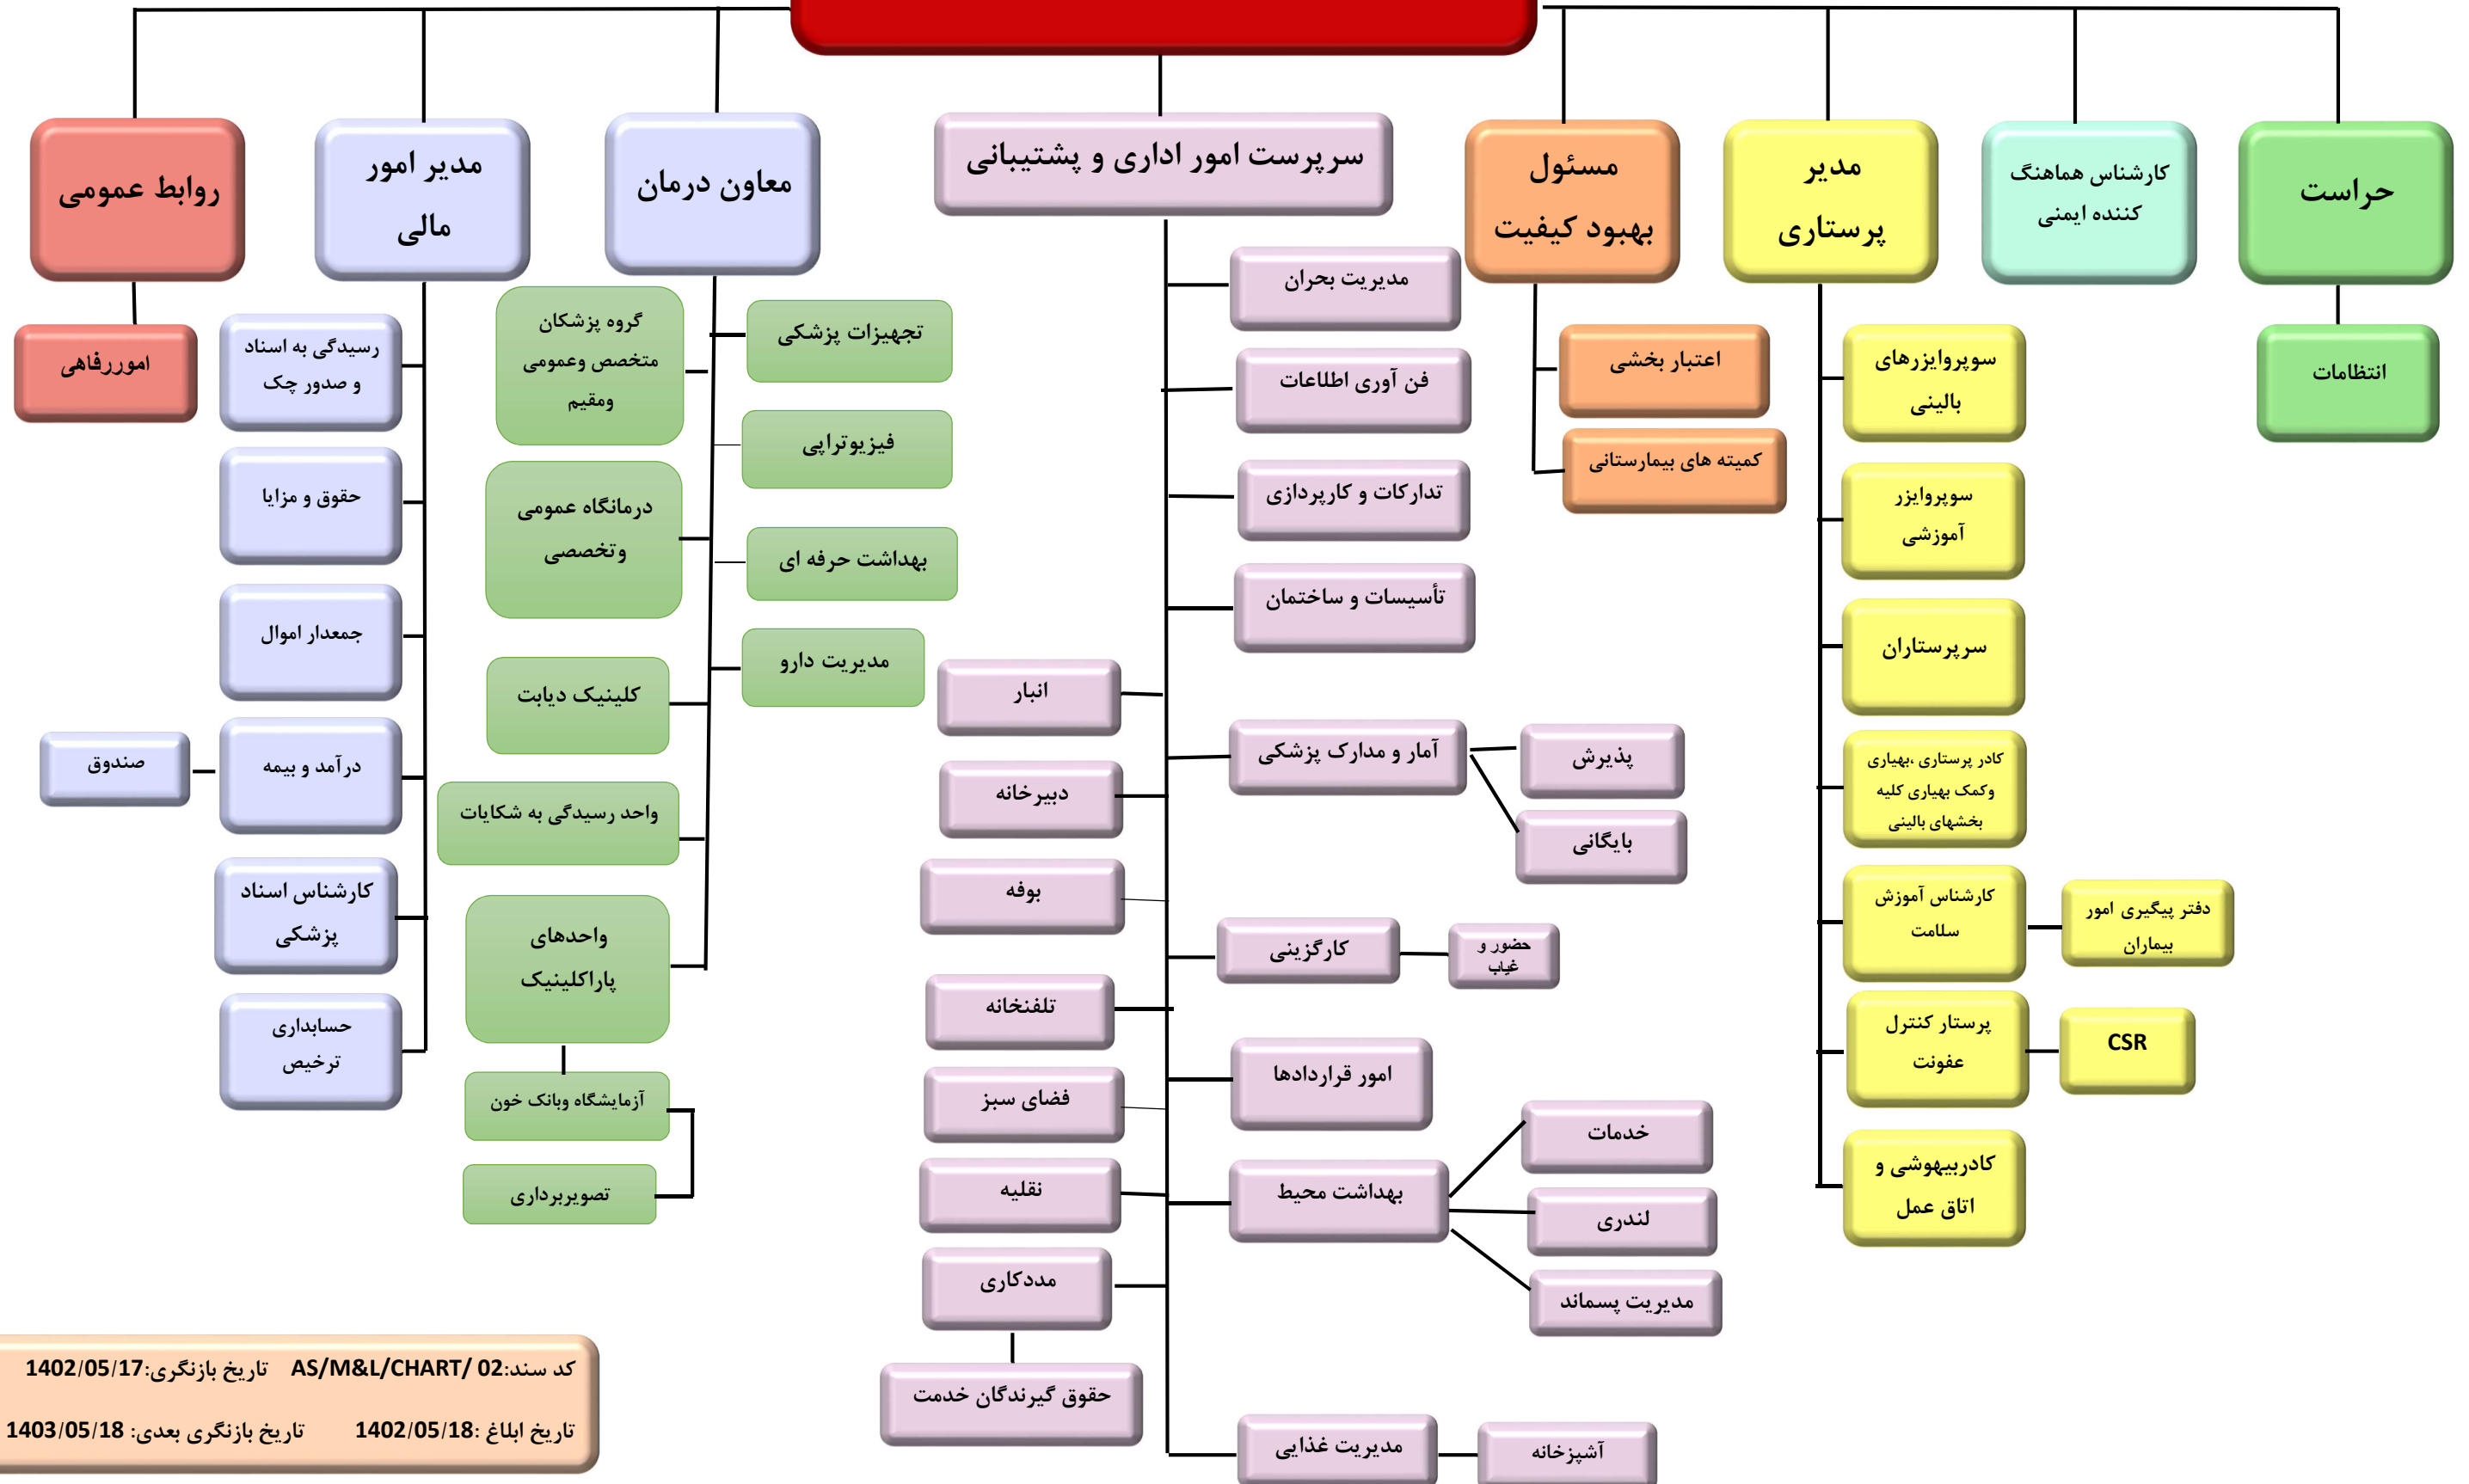 حراست
کارشناس هماهنگ
کننده ایمنی
مدیر
پرستاری
مسئول
بهبود کیفیت
سرپرست امور اداری و پشتیبانی
معاون درمان
مدیر امور
مالی
روابط عمومی
انتظامات
سوپروایزرهای
بالینی
سوپروایزر
آموزشی
سرپرستاران
کادر پرستاری ،بهیاری
وکمک بهیاری کلیه
بخشهای بالینی
کارشناس آموزش
سلامت
دفتر پیگیری امور
بیماران
پرستار کنترل
عفونت
CSR
کادربیهوشی و
اتاق عمل
اعتبار بخشی
کمیته های بیمارستانی
مدیریت بحران
فن آوری اطلاعات
تدارکات و کارپردازی
تأسیسات و ساختمان
آمار و مدارک پزشکی
پذیرش
بایگانی
کارگزینی
حضور و
غیاب
امور قراردادها
بهداشت محیط
خدمات
لندری
مدیریت پسماند
مدیریت غذایی
آشپزخانه
انبار
دبیرخانه
بوفه
تلفنخانه
فضای سبز
نقلیه
مددکاری
حقوق گیرندگان خدمت
تجهیزات پزشکی
فیزیوتراپی
بهداشت حرفه ای
مدیریت دارو
گروه پزشکان
متخصص وعمومی
ومقیم
درمانگاه عمومی
وتخصصی
کلینیک دیابت
واحد رسیدگی به شکایات
واحدهای
پاراکلینیک
آزمایشگاه وبانک خون
تصویربرداری
رسیدگی به اسناد
و صدور چک
حقوق و مزایا
جمعدار اموال
درآمد و بیمه
صندوق
کارشناس اسناد
پزشکی
حسابداری
ترخیص
اموررفاهی
کد سند:AS/M&L/CHART/ 02 تاریخ بازنگری:1402/05/17
تاریخ ابلاغ :1402/05/18 تاریخ بازنگری بعدی: 1403/05/18